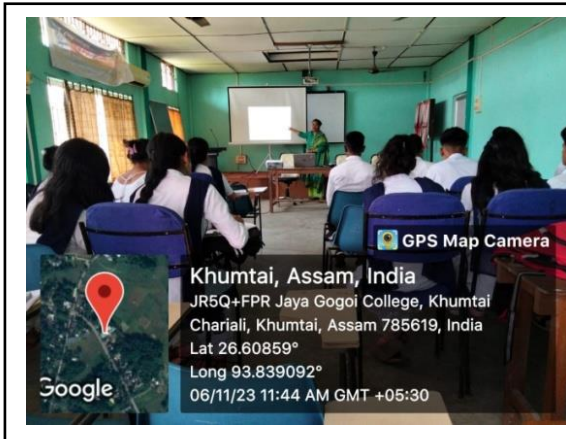 GPS Map Camera
Khumtai, Assam, India
JR5Q+FPR Jaya Gogoi College, Khumtai
Chariali, Khumtai, Assam 785619, India
Lat 26.60859°
Long 93.839092°
06/11/23 11:44 AM GMT +05:30
Google